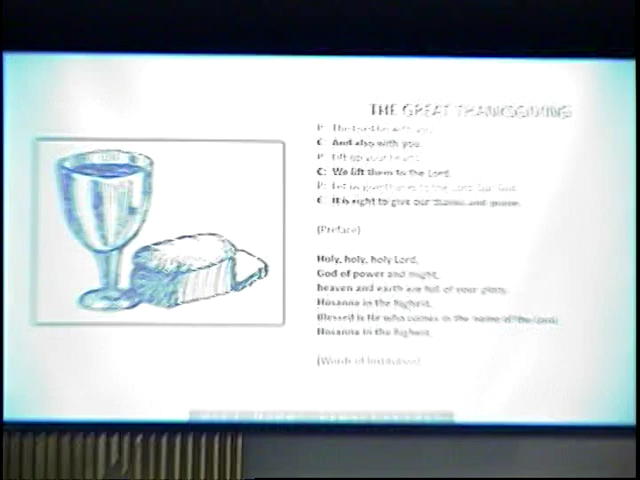 THE GREAT THANKSGIVING
P: The Lord be with you.
C: And also with you.
P: Lift up your hearts.
C: We lift them to the Lord.
P: Let us give thanks to the Lord our God.
C: It is right to give our thanks and praise.
(Preface)
Holy, holy, holy Lord,
God of power and might,
heaven and earth are full of your glory.
Hosanna in the highest.
Blessed is He who comes in the name of the Lord.
Hosanna in the highest.
(Words of Institution)